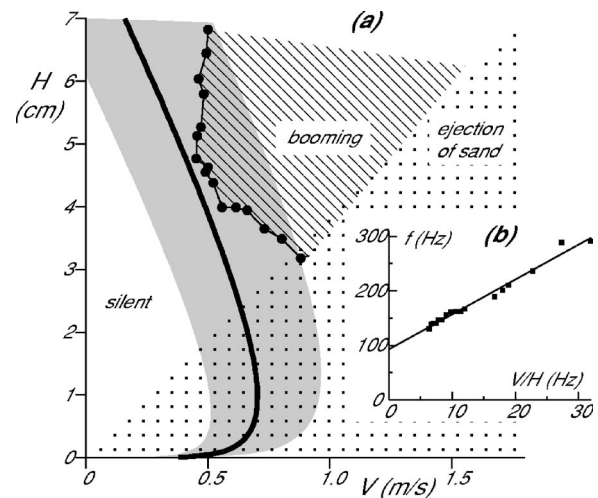 (a)
7
6
5
4
3
2
1
0
H
(cm)
silent
booming
ejection
of sand
0
0.5
1.0
1.5
V (m/s)
(b)
f (Hz)
300
200
100
0
0
10
20
30
V/H (Hz)